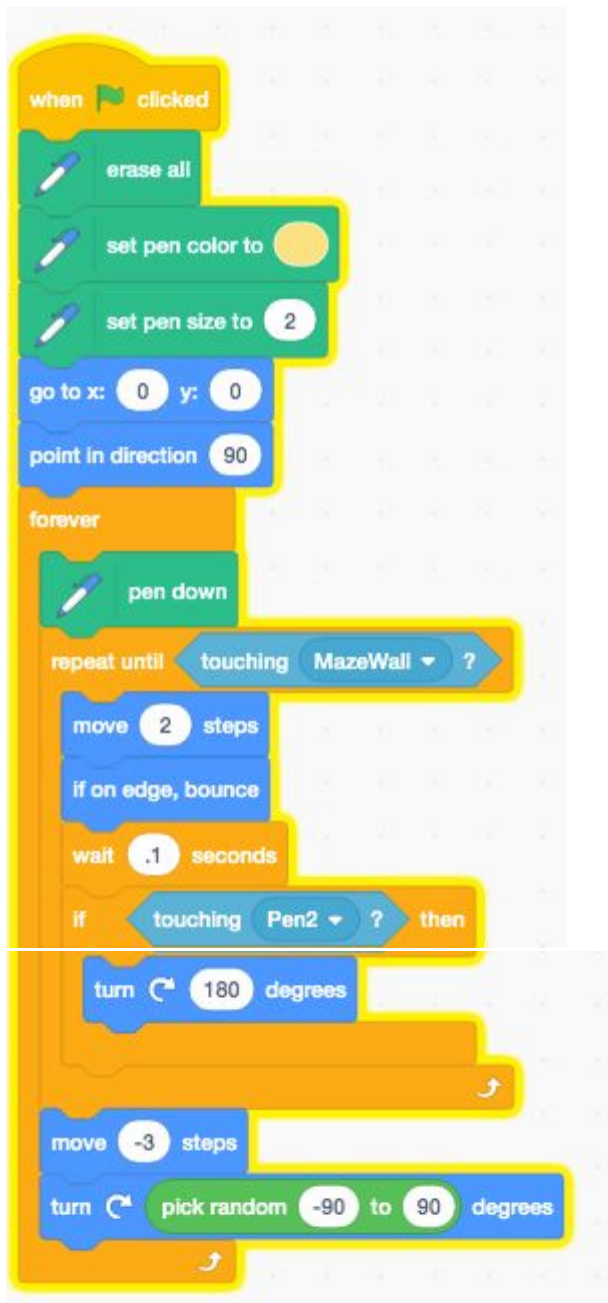 when clicked
erase all
set pen color to
set pen size to 2
go to x: 0 y: 0
point in direction 90
forever
pen down
repeat until touching MazeWall ?
move 2 steps
if on edge, bounce
wait .1 seconds
if touching Pen2 ? then
turn 180 degrees
move -3 steps
turn pick random -90 to 90 degrees